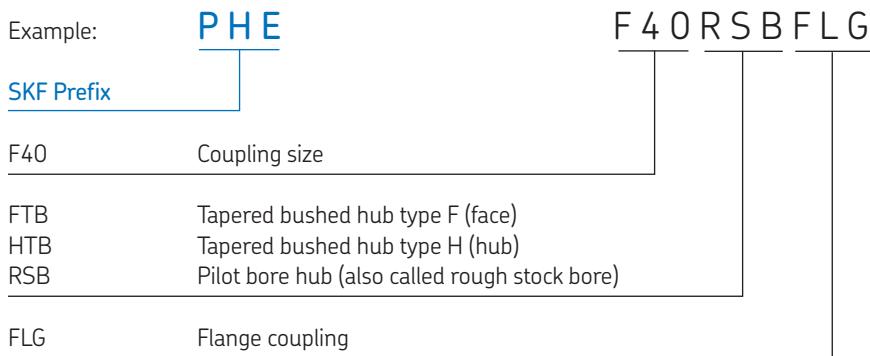 Example: PHE F40RSBFLG
SKF Prefix
F40 Coupling size
FTB Tapered bushed hub type F (face)
HTB Tapered bushed hub type H (hub)
RSB Pilot bore hub (also called rough stock bore)
FLG Flange coupling